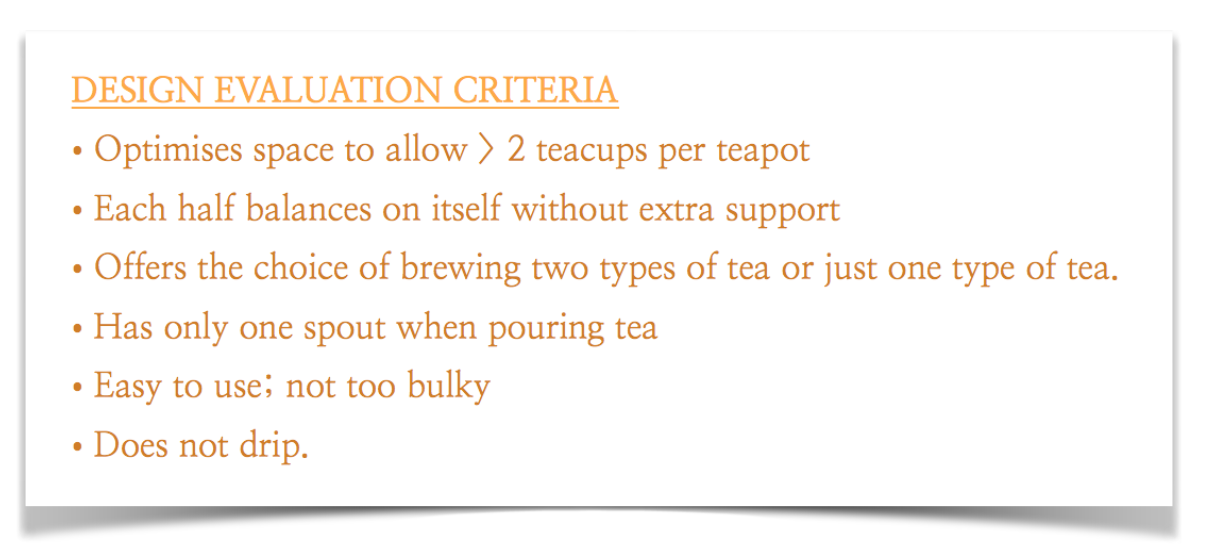 DESIGN EVALUATION CRITERIA
• Optimises space to allow > 2 teacups per teapot
• Each half balances on itself without extra support
• Offers the choice of brewing two types of tea or just one type of tea.
• Has only one spout when pouring tea
• Easy to use; not too bulky
• Does not drip.